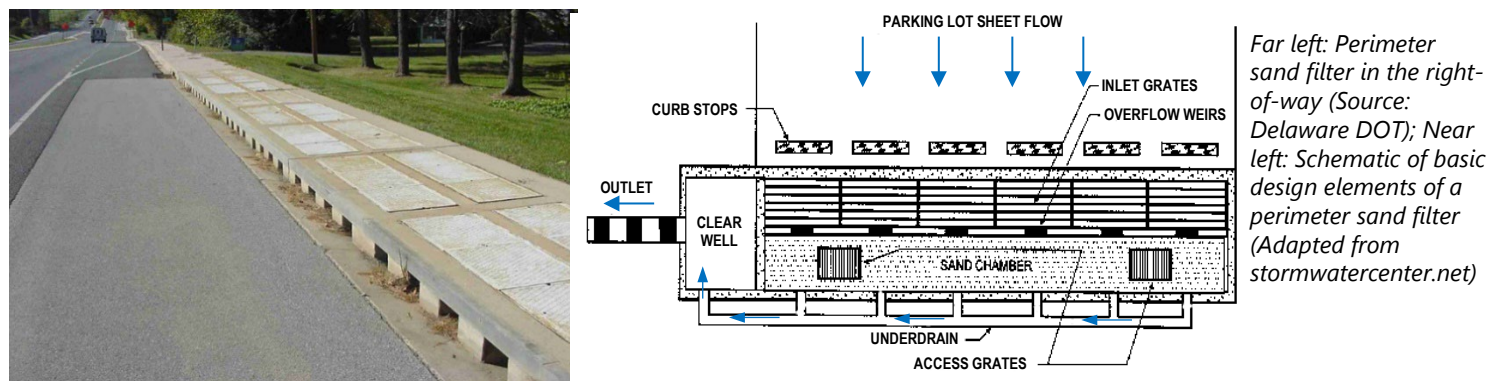 PARKING LOT SHEET FLOW
INLET GRATES
CURB STOPS
OVERFLOW WEIRS
OUTLET
CLEAR
WELL
SAND CHAMBER
UNDERDRAIN
ACCESS GRATES
Far left: Perimeter
sand filter in the right-
of-way (Source:
Delaware DOT); Near
left: Schematic of basic
design elements of a
perimeter sand filter
(Adapted from
stormwatercenter.net)